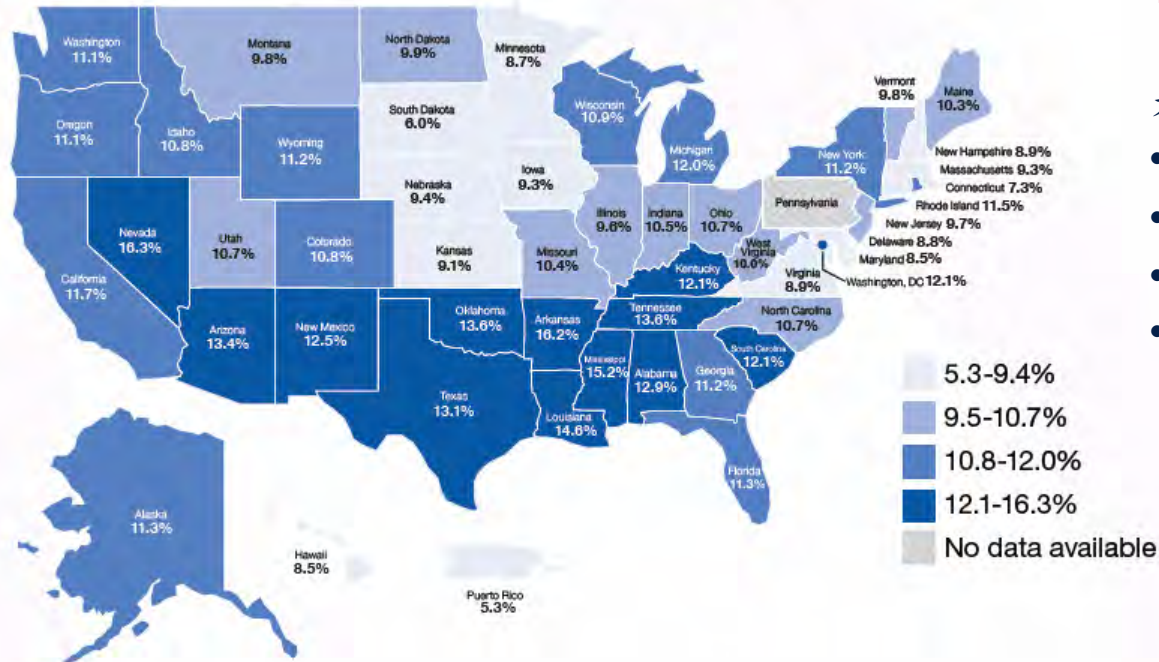 Washington
11.1%
Montana
9.8%
North Dakota
9.9%
Minnesota
8.7%
Vermont
9.8%
Maine
10.3%
Oregon
11.1%
Idaho
10.8%
Wyoming
11.2%
South Dakota
6.0%
Wisconsin
10.9%
Michigan
12.0%
New York
11.2%
New Hampshire 8.9%
Massachusetts 9.3%
Connecticut 7.3%
Rhode Island 11.5%
New Jersey 9.7%
Delaware 8.8%
Maryland 8.5%
Washington, DC 12.1%
Nevada
16.3%
Utah
10.7%
Colorado
10.8%
Nebraska
9.4%
Iowa
9.3%
Kansas
9.1%
Missouri
10.4%
Illinois
9.6%
Indiana
10.5%
Ohio
10.7%
Pennsylvania
West
Virginia
10.0%
Virginia
8.9%
Kentucky
12.1%
California
11.7%
Arizona
13.4%
New Mexico
12.5%
Oklahoma
13.6%
Arkansas
16.2%
Tennessee
13.6%
North Carolina
10.7%
South Carolina
12.1%
Texas
13.1%
Louisiana
14.6%
Mississippi
15.2%
Alabama
12.9%
Georgia
11.2%
Florida
11.3%
Alaska
11.3%
Hawaii
8.5%
Puerto Rico
5.3%
5.3-9.4%
9.5-10.7%
10.8-12.0%
12.1-16.3%
No data available